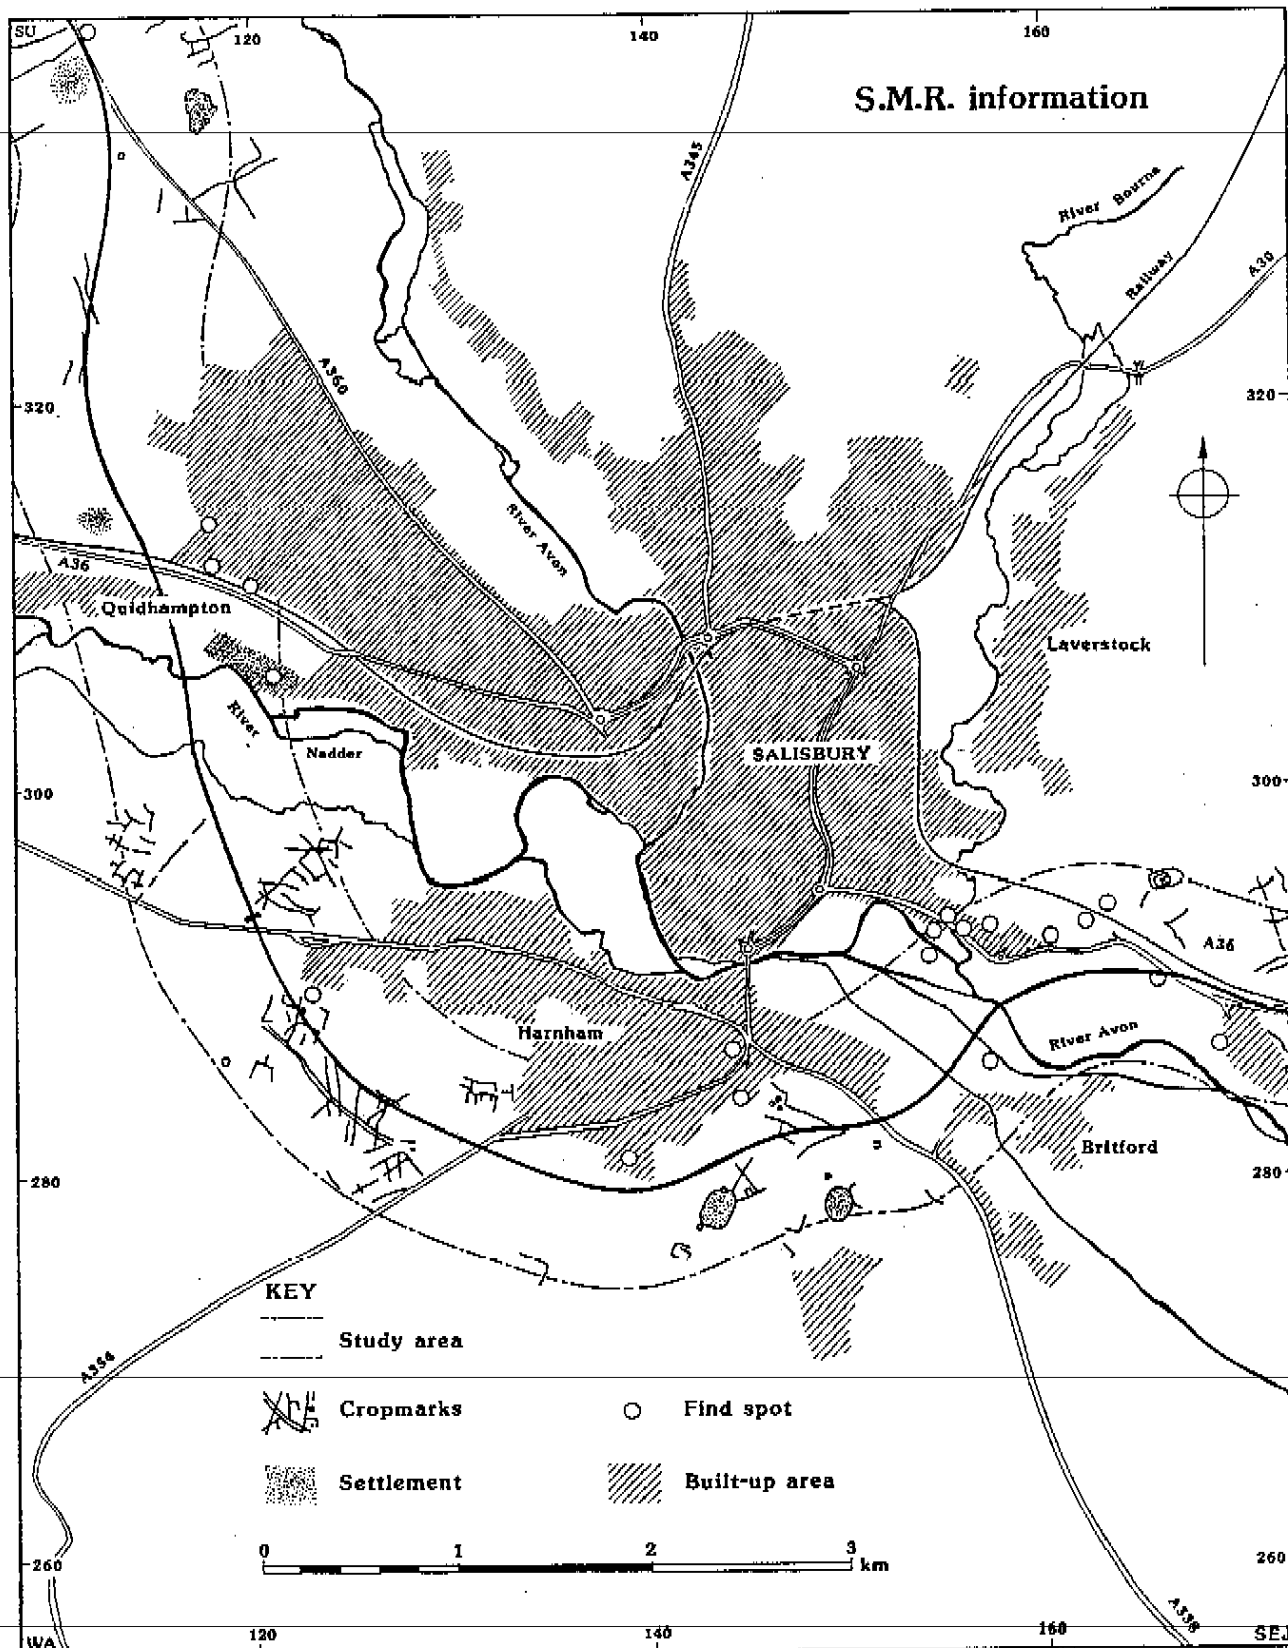 SU
120
140
160
S.M.R. information
A345
River Bourne
Railway
A30
A360
320
320
River Avon
A36
Quidhampton
Laverstock
River
Nadder
SALISBURY
300
300
A36
Harnham
River Avon
Britford
280
280
KEY
Study area
A354
Cropmarks
Find spot
Settlement
Built-up area
0 1 2 3
km
260
260
A338
WA
120
140
160